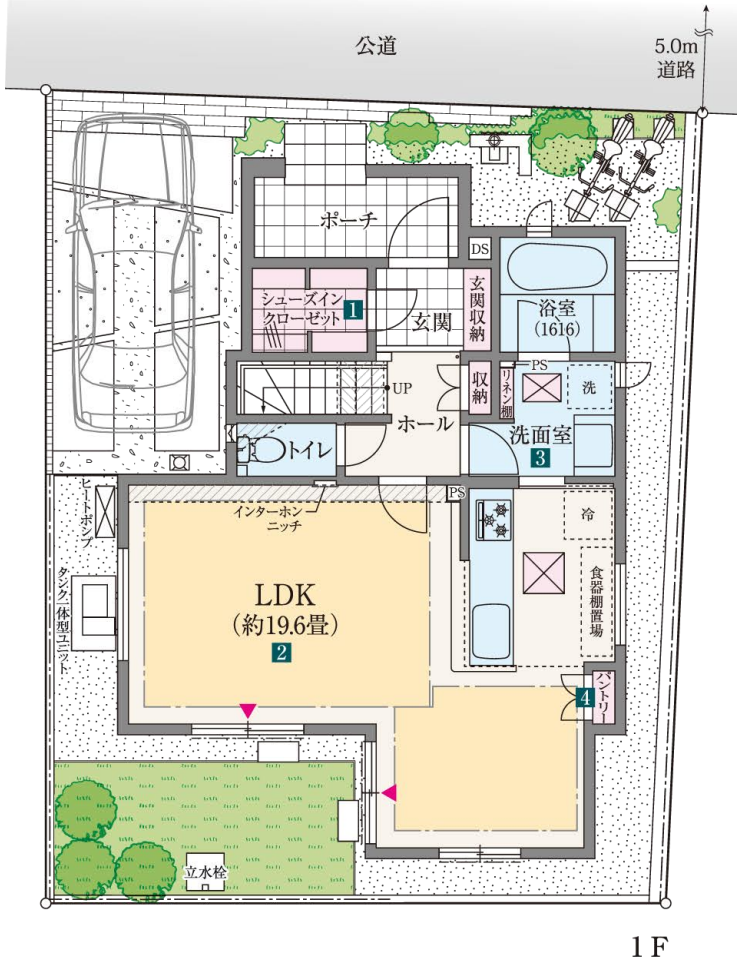 公道
5.0m
道路
ポーチ
DS
シューズイン
クローゼット 1
玄関
玄関収納
浴室
(1616)
PS
UP
収納
リネン棚
洗
ホール
トイレ
洗面室
3
ヒートポンプ
インターホン
ニッチ
PS
冷
タンク一体型ユニット
LDK
(約19.6畳)
2
食器棚置場
4
パントリー
立水栓
1F